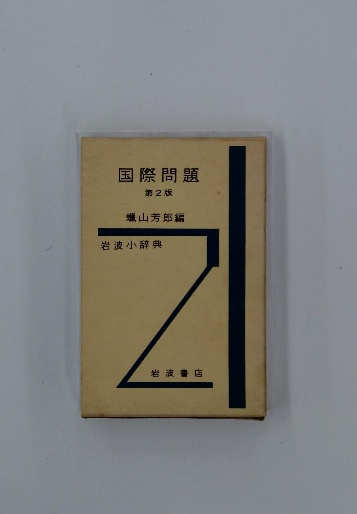 国際問題
第2版
蠟山芳郎編
岩波小辞典
岩波書店